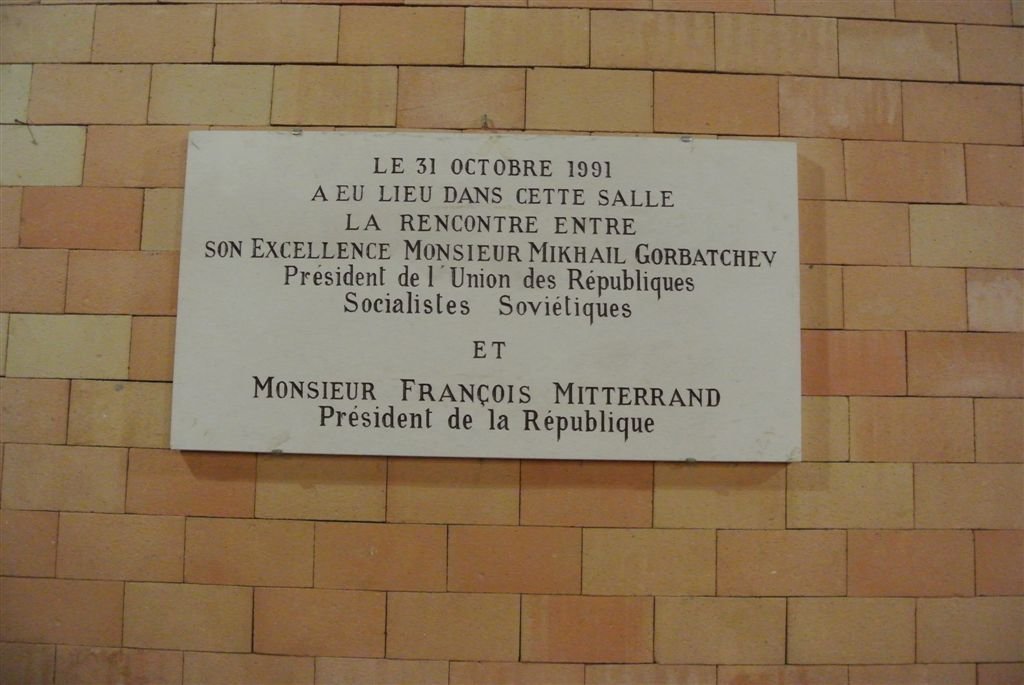 LE 31 OCTOBRE 1991
A EU LIEU DANS CETTE SALLE
LA RENCONTRE ENTRE
SON EXCELLENCE MONSIEUR MIKHAIL GORBATCHEV
Président de l'Union des Républiques
Socialistes Soviétiques
ET
MONSIEUR FRANÇOIS MITTERRAND
Président de la République